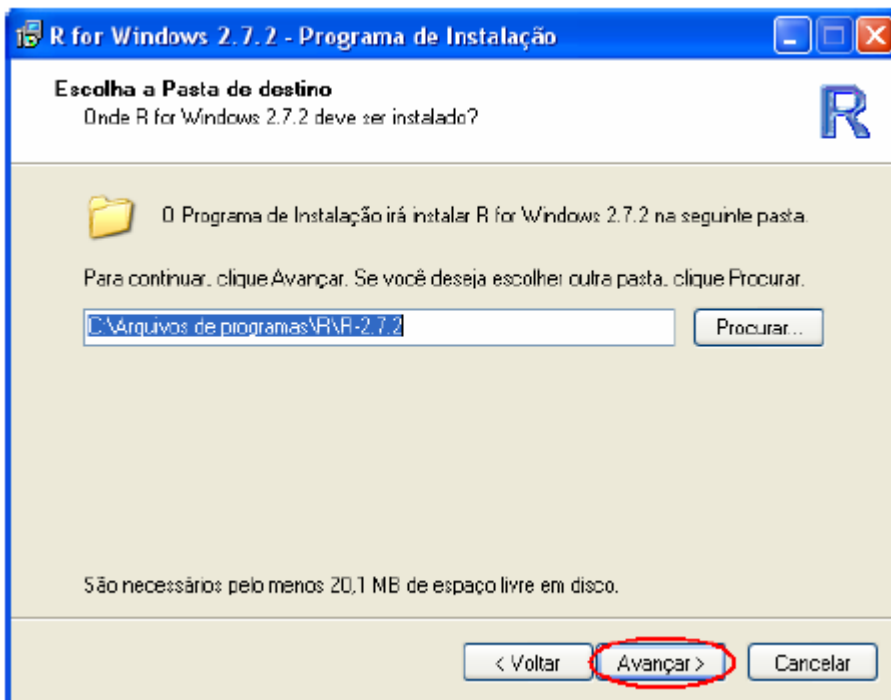 R for Windows 2.7.2 - Programa de Instalação
Escolha a Pasta de destino
Onde R for Windows 2.7.2 deve ser instalado?
R
O Programa de Instalação irá instalar R for Windows 2.7.2 na seguinte pasta.
Para continuar, clique Avançar. Se você deseja escolher outra pasta, clique Procurar.
C:\Arquivos de programas\R\R-2.7.2
Procurar...
São necessários pelo menos 20,1 MB de espaço livre em disco.
< Voltar
Avançar >
Cancelar